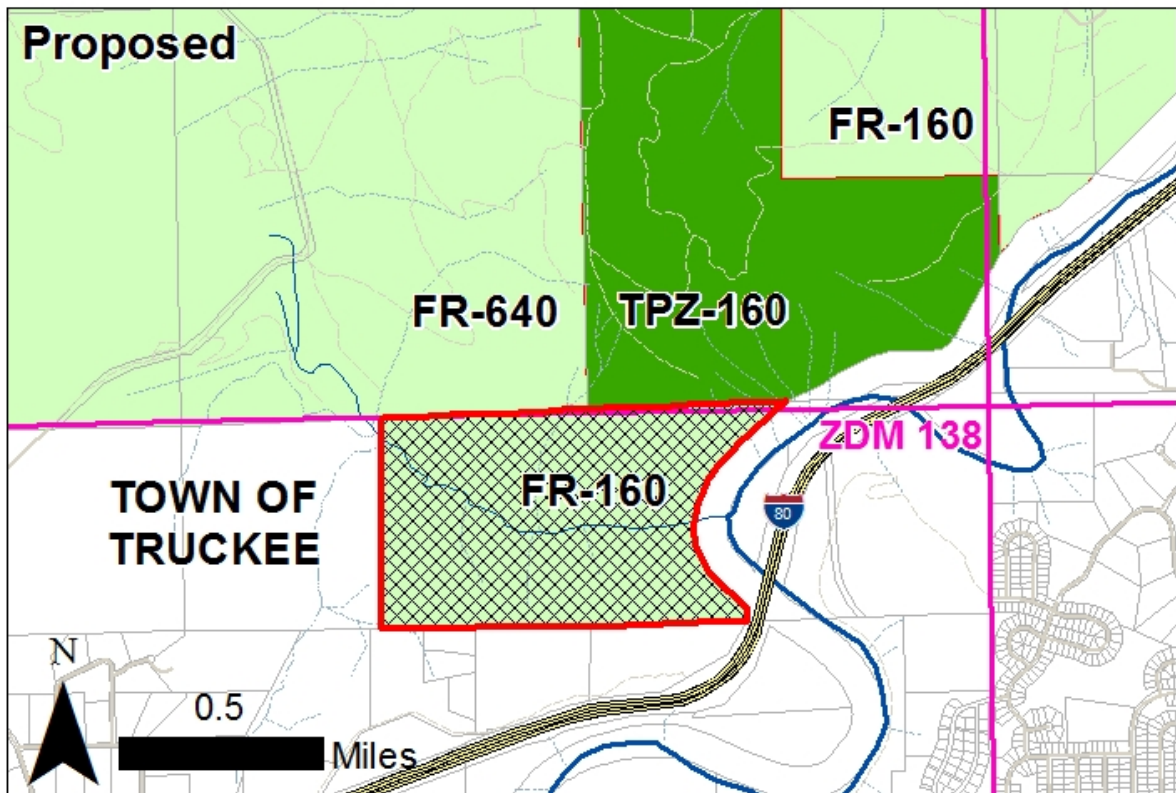 Proposed
FR-160
FR-640
TPZ-160
ZDM 138
FR-160
TOWN OF
TRUCKEE
80
N
0.5
Miles